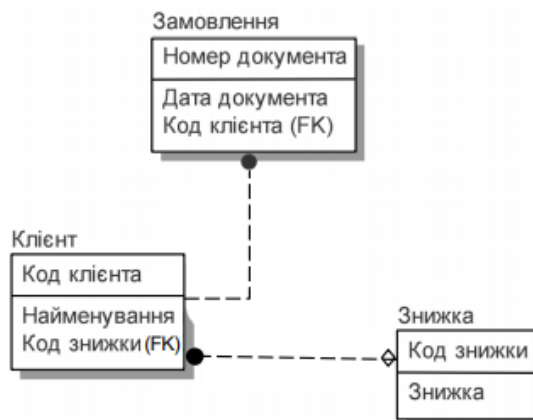 Замовлення
Номер документа
Дата документа
Код клієнта (FK)
Клієнт
Код клієнта
Найменування
Код знижки (FK)
Знижка
Код знижки
Знижка